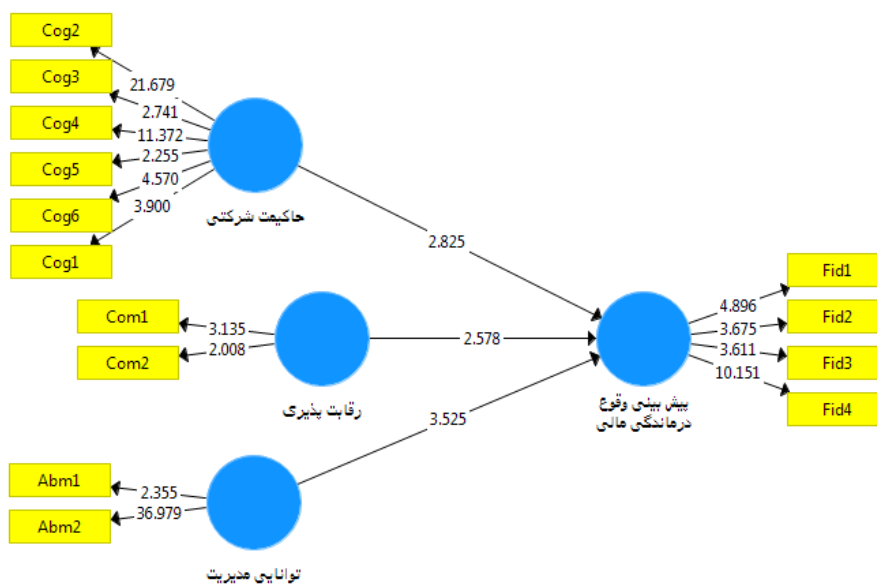 Cog2
Cog3
Cog4
Cog5
Cog6
Cog1
21.679
2.741
11.372
2.255
4.570
3.900
حاکیمت شرکتی
2.825
Com1
Com2
3.135
2.008
رقابت پذیری
2.578
Abm1
Abm2
2.355
36.979
توانایی مدیریت
3.525
پیش بینی وقوع
درماندگی مالی
4.896
3.675
3.611
10.151
Fid1
Fid2
Fid3
Fid4